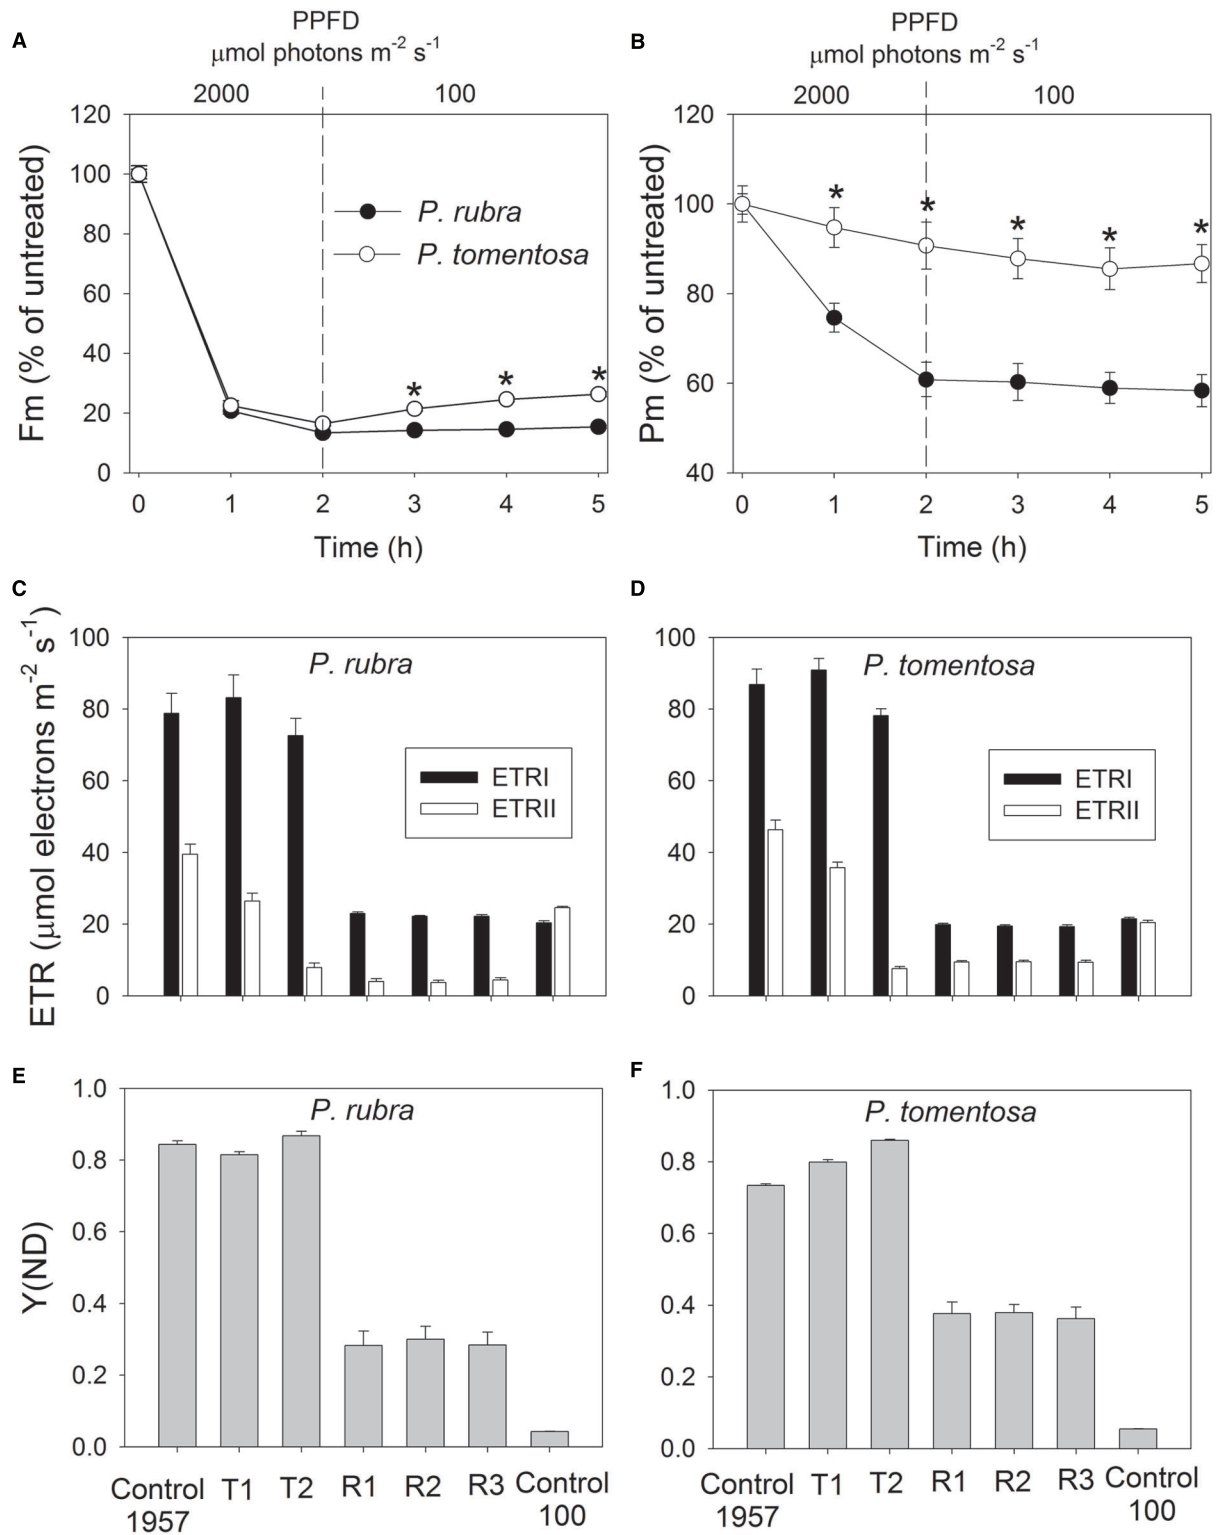 A
PPFD
μmol photons m-2 s-1
2000
100
120
100
80
60
40
20
0
Fm (% of untreated)
P. rubra
P. tomentosa
*
*
*
0 1 2 3 4 5
Time (h)
B
PPFD
μmol photons m-2 s-1
2000
100
120
100
80
60
40
Pm (% of untreated)
*
*
*
*
*
0 1 2 3 4 5
Time (h)
C
ETR (μmol electrons m-2 s-1)
100
80
60
40
20
0
P. rubra
ETRI
ETRII
D
100
80
60
40
20
0
P. tomentosa
ETRI
ETRII
E
Y(ND)
1.0
0.8
0.6
0.4
0.2
0.0
P. rubra
Control 1957
T1
T2
R1
R2
R3
Control 100
F
1.0
0.8
0.6
0.4
0.2
0.0
P. tomentosa
Control 1957
T1
T2
R1
R2
R3
Control 100